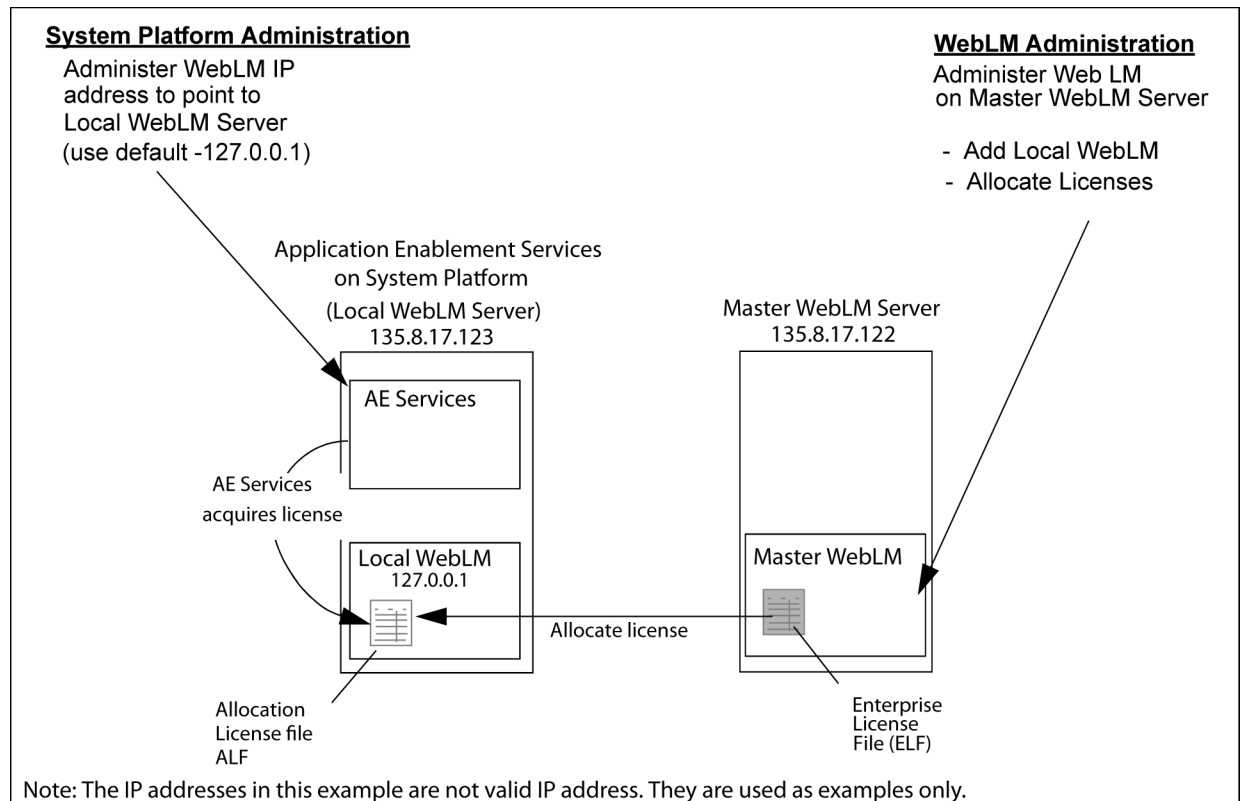 System Platform Administration
Administer WebLM IP
address to point to
Local WebLM Server
(use default -127.0.0.1)
WebLM Administration
Administer Web LM
on Master WebLM Server
- Add Local WebLM
- Allocate Licenses
Application Enablement Services
on System Platform
(Local WebLM Server)
135.8.17.123
Master WebLM Server
135.8.17.122
AE Services
AE Services
acquires license
Local WebLM
127.0.0.1
Master WebLM
Allocate license
Allocation
License file
ALF
Enterprise
License
File (ELF)
Note: The IP addresses in this example are not valid IP address. They are used as examples only.